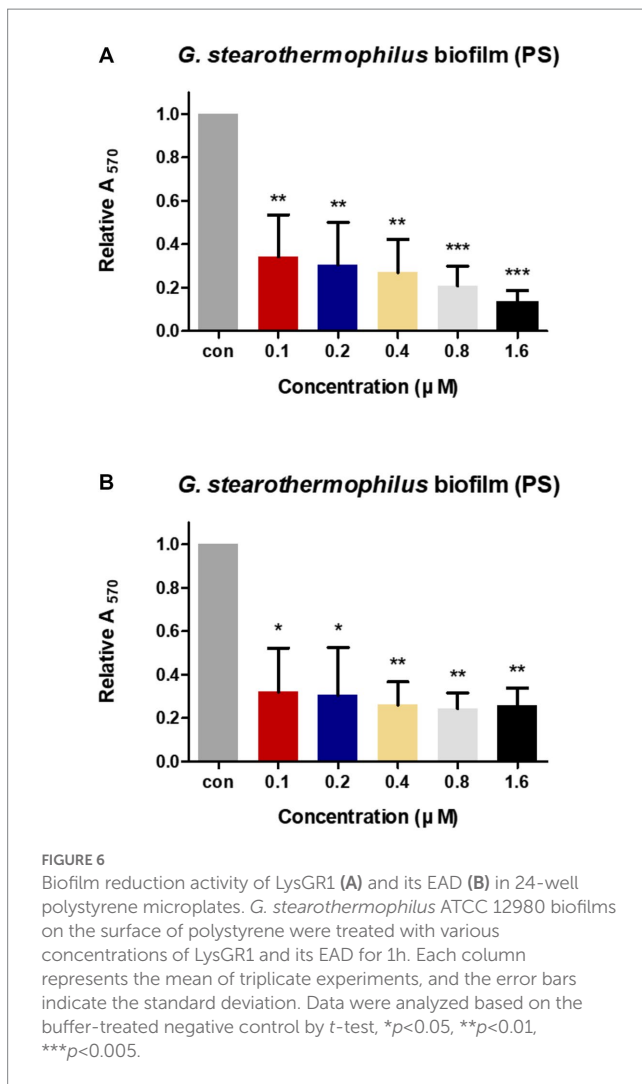 A
G. stearothermophilus biofilm (PS)
Relative A 570
1.0
0.8
0.6
0.4
0.2
0.0
**
**
**
***
***
con 0.1 0.2 0.4 0.8 1.6
Concentration (µ M)
B
G. stearothermophilus biofilm (PS)
Relative A 570
1.0
0.8
0.6
0.4
0.2
0.0
*
*
**
**
**
con 0.1 0.2 0.4 0.8 1.6
Concentration (µ M)
FIGURE 6
Biofilm reduction activity of LysGR1 (A) and its EAD (B) in 24-well
polystyrene microplates. G. stearothermophilus ATCC 12980 biofilms
on the surface of polystyrene were treated with various
concentrations of LysGR1 and its EAD for 1h. Each column
represents the mean of triplicate experiments, and the error bars
indicate the standard deviation. Data were analyzed based on the
buffer-treated negative control by t-test, *p<0.05, **p<0.01,
***p<0.005.